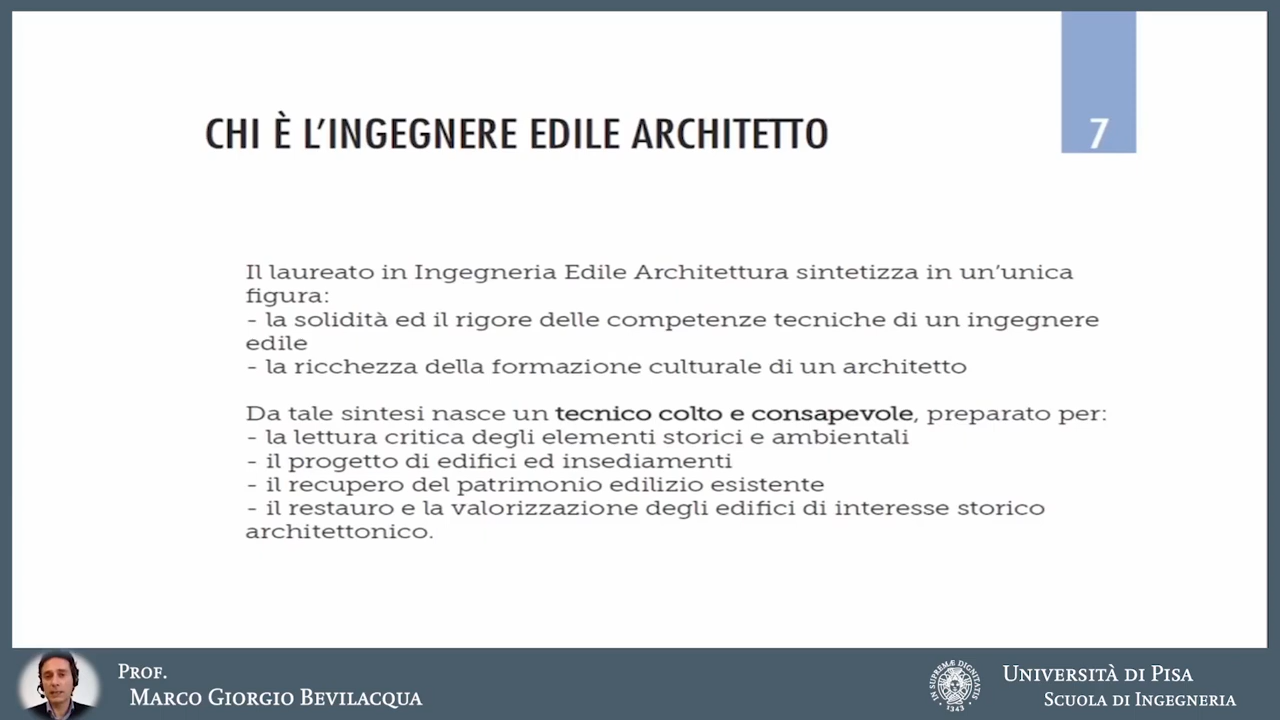 CHI È L'INGEGNERE EDILE ARCHITETTO
7
Il laureato in Ingegneria Edile Architettura sintetizza in un'unica
figura:
- la solidità ed il rigore delle competenze tecniche di un ingegnere
edile
- la ricchezza della formazione culturale di un architetto
Da tale sintesi nasce un tecnico colto e consapevole, preparato per:
- la lettura critica degli elementi storici e ambientali
- il progetto di edifici ed insediamenti
- il recupero del patrimonio edilizio esistente
- il restauro e la valorizzazione degli edifici di interesse storico
architettonico.
PROF.
MARCO GIORGIO BEVILACQUA
IN SUPREMÆ DIGNITATIS
1343
UNIVERSITÀ DI PISA
SCUOLA DI INGEGNERIA